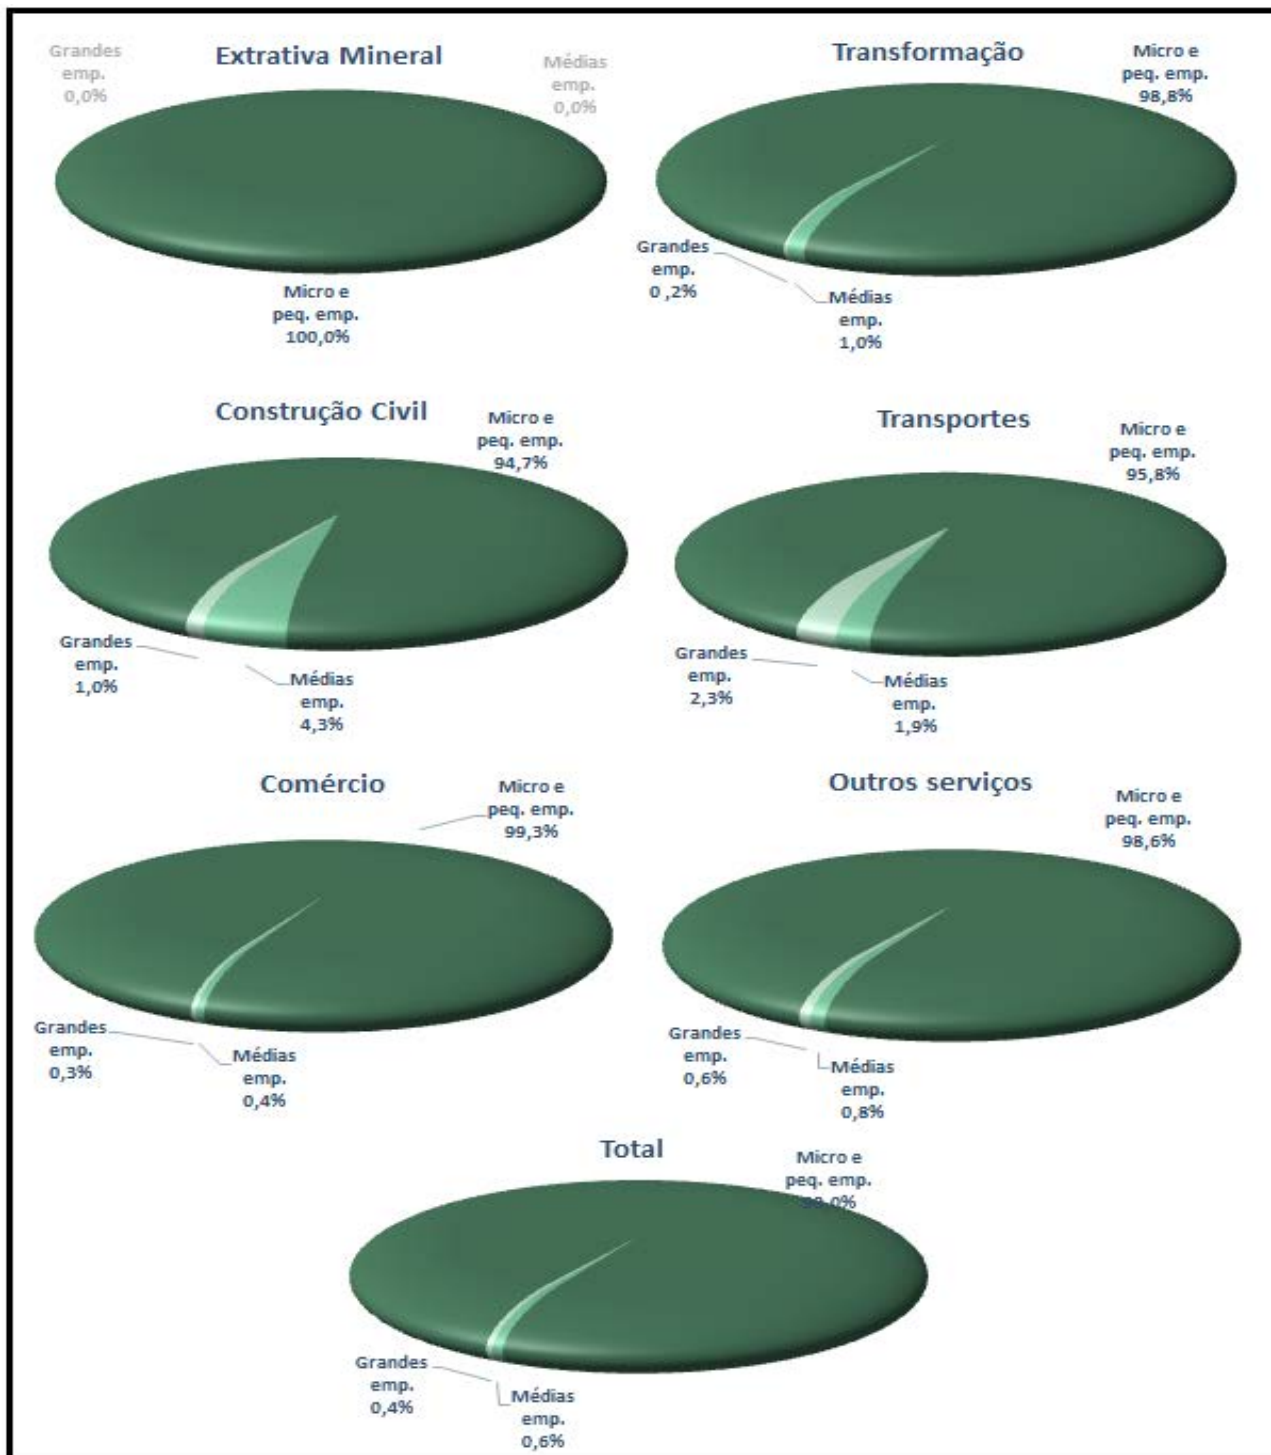 Extrativa Mineral
Grandes
emp.
0,0%
Médias
emp.
0,0%
Micro e
peq. emp.
100,0%
Transformação
Micro e
peq. emp.
98,8%
Grandes
emp.
0 ,2%
Médias
emp.
1,0%
Construção Civil
Micro e
peq. emp.
94,7%
Grandes
emp.
1,0%
Médias
emp.
4,3%
Transportes
Micro e
peq. emp.
95,8%
Grandes
emp.
2,3%
Médias
emp.
1,9%
Comércio
Micro e
peq. emp.
99,3%
Grandes
emp.
0,3%
Médias
emp.
0,4%
Outros serviços
Micro e
peq. emp.
98,6%
Grandes
emp.
0,6%
Médias
emp.
0,8%
Total
Micro e
peq. emp.
99,0%
Grandes
emp.
0,4%
Médias
emp.
0,6%